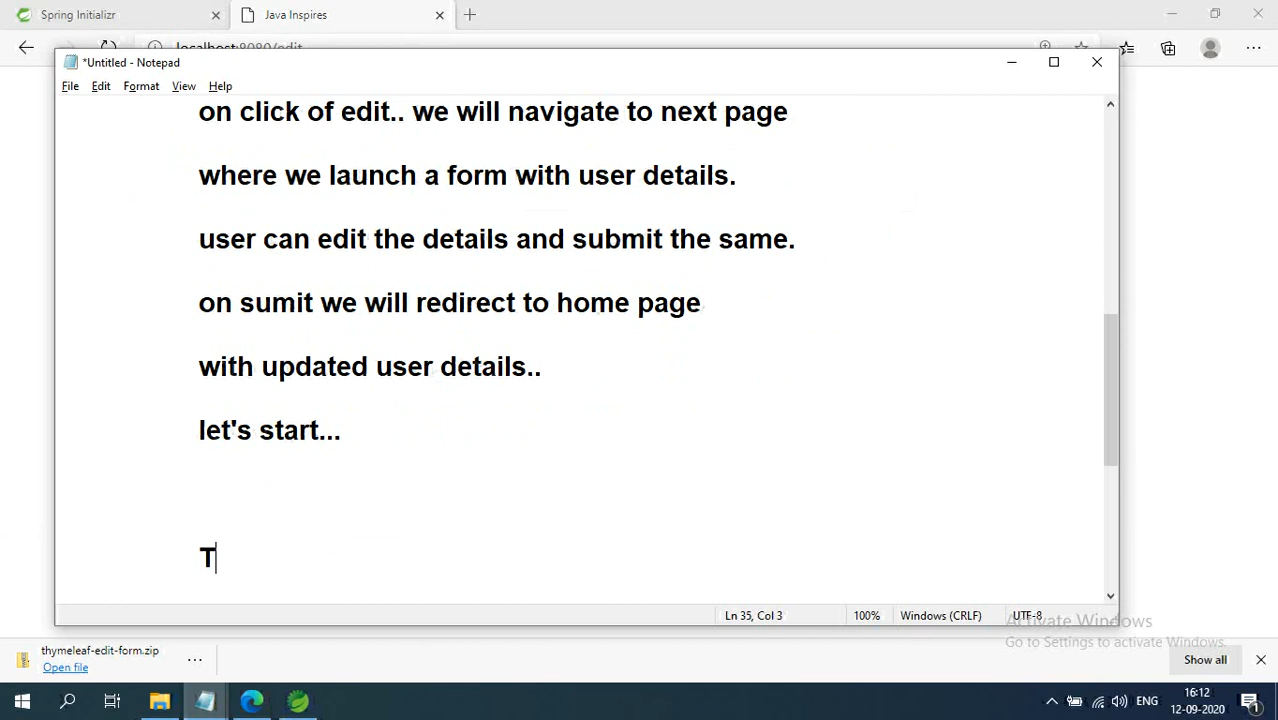 Spring Initializr
Java Inspires
localhost:8080/edit
*Untitled - Notepad
File Edit Format View Help
on click of edit.. we will navigate to next page
where we launch a form with user details.
user can edit the details and submit the same.
on sumit we will redirect to home page
with updated user details..
let's start...
T
Ln 35, Col 3 100% Windows (CRLF) UTF-8
Activate Windows
Go to Settings to activate Windows.
thymeleaf-edit-form.zip
Open file
Show all
ENG
16:12
12-09-2020
1